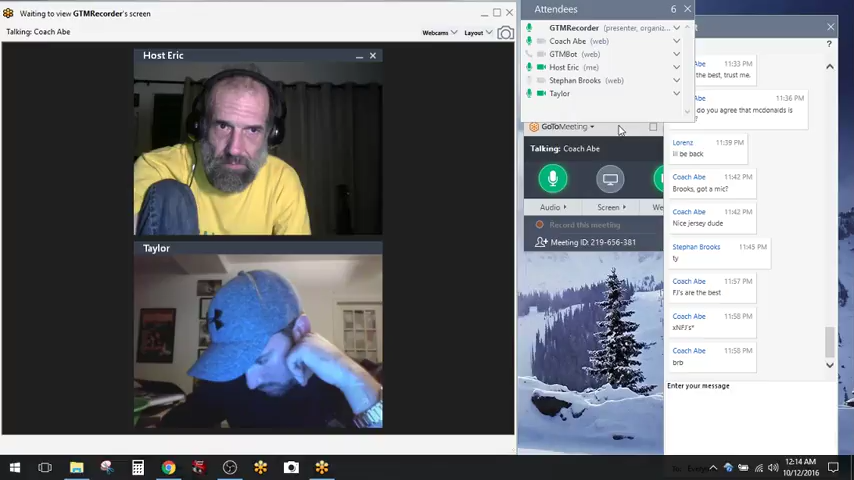 Waiting to view GTMRecorder's screen
Talking: Coach Abe
Webcams
Layout
Host Eric
Taylor
Attendees 6
GTMRecorder (presenter, organiz...
Coach Abe (web)
GTMBot
Host Eric (me)
Stephan Brooks (web)
Taylor
GoToMeeting
Talking: Coach Abe
Audio
Screen
We
Record this meeting
Meeting ID: 219-656-381
Abe 11:33 PM
the best, trust me.
Abe 11:36 PM
do you agree that mcdonalds is
Lorenz 11:39 PM
ill be back
Coach Abe 11:42 PM
Brooks, got a mic?
Coach Abe 11:42 PM
Nice jersey dude
Stephan Brooks 11:45 PM
ty
Coach Abe 11:57 PM
FJ's are the best
Coach Abe 11:58 PM
xNFJ's*
Coach Abe 11:58 PM
brb
Enter your message
12:14 AM
10/12/2016